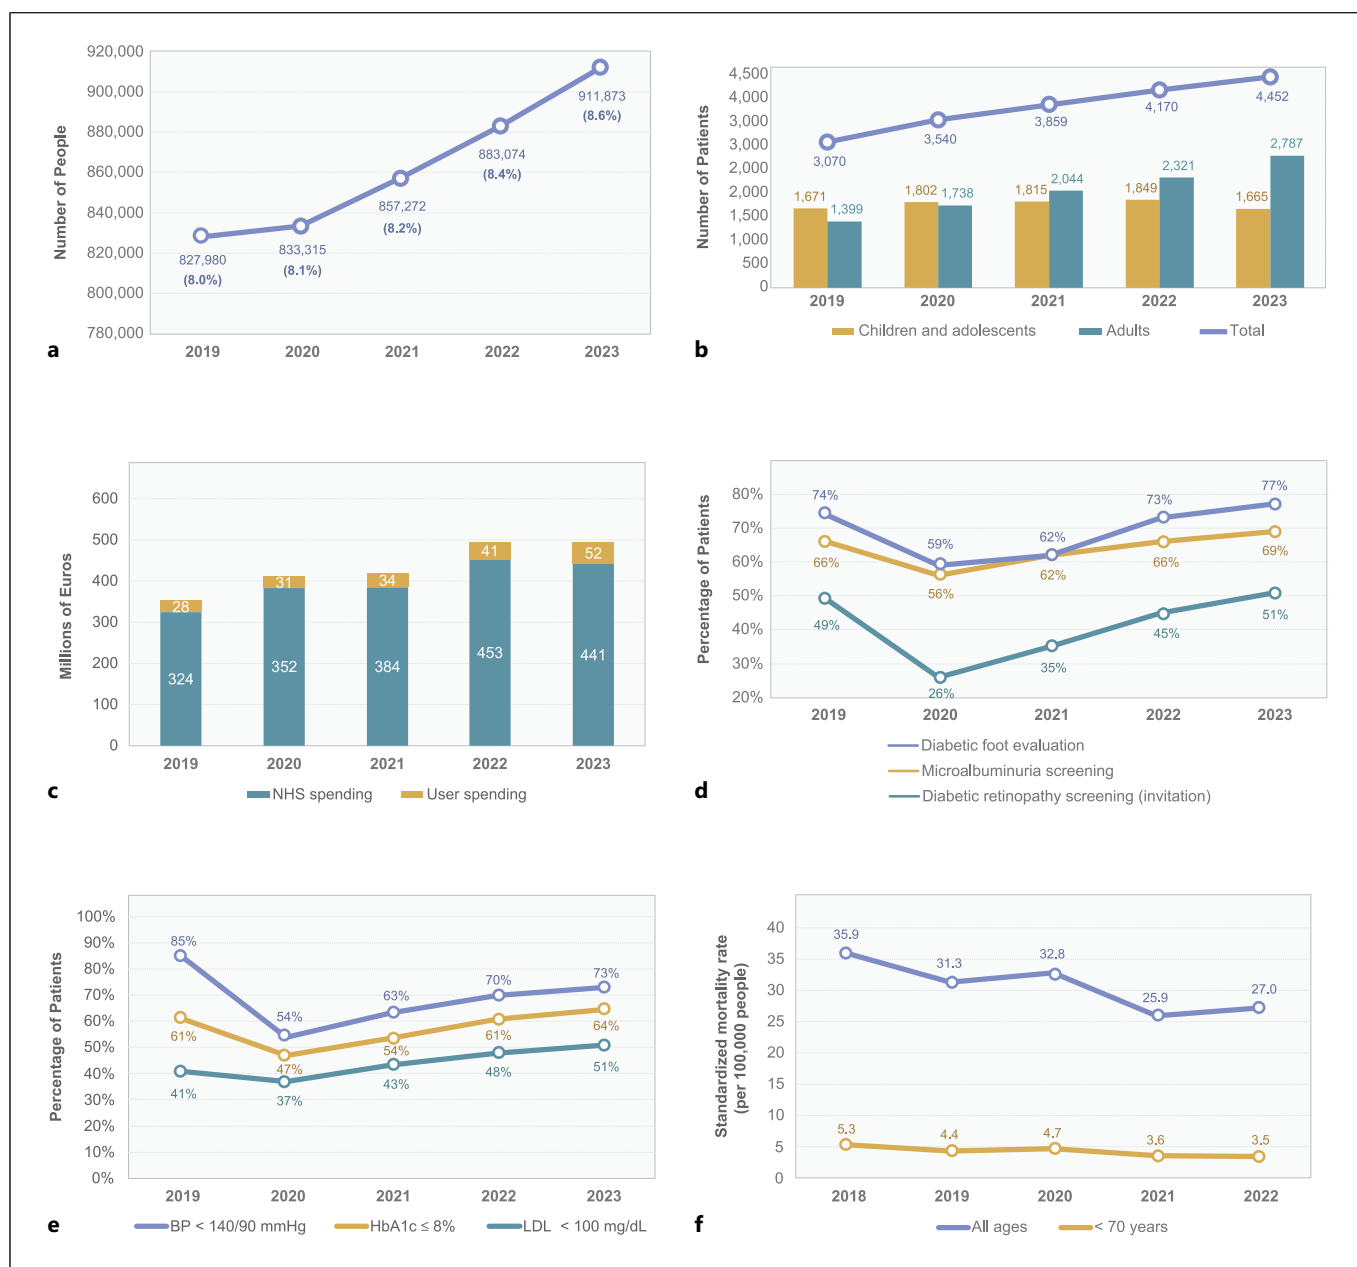 920,000
900,000
880,000
860,000
840,000
820,000
800,000
780,000
Number of People
827,980
(8.0%)
833,315
(8.1%)
857,272
(8.2%)
883,074
(8.4%)
911,873
(8.6%)
2019 2020 2021 2022 2023
a
4,500
4,000
3,000
3,000
2,000
2,000
1,500
1,000
500
0
Number of Patients
3,070 3,540 3,859 4,170 4,452
1,671 1,399 1,802 1,738 1,815 2,044 1,849 2,321 1,665 2,787
2019 2020 2021 2022 2023
Children and adolescents Adults Total
b
600
500
400
300
200
100
0
Millions of Euros
28 31 34 41 52
324 352 384 453 441
2019 2020 2021 2022 2023
NHS spending User spending
c
80%
70%
60%
50%
40%
30%
20%
Percentage of Patients
74% 59% 62% 73% 77%
66% 56% 62% 66% 69%
49% 26% 35% 45% 51%
2019 2020 2021 2022 2023
Diabetic foot evaluation
Microalbuminuria screening
Diabetic retinopathy screening (invitation)
d
100%
90%
80%
70%
60%
50%
40%
30%
20%
10%
0%
Percentage of Patients
85% 54% 63% 70% 73%
61% 47% 54% 61% 64%
41% 37% 43% 48% 51%
2019 2020 2021 2022 2023
BP < 140/90 mmHg HbA1c ≤ 8% LDL < 100 mg/dL
e
40
35
30
25
20
15
10
5
0
Standardized mortality rate
(per 100,000 people)
35.9 31.3 32.8 25.9 27.0
5.3 4.4 4.7 3.6 3.5
2018 2019 2020 2021 2022
All ages < 70 years
f